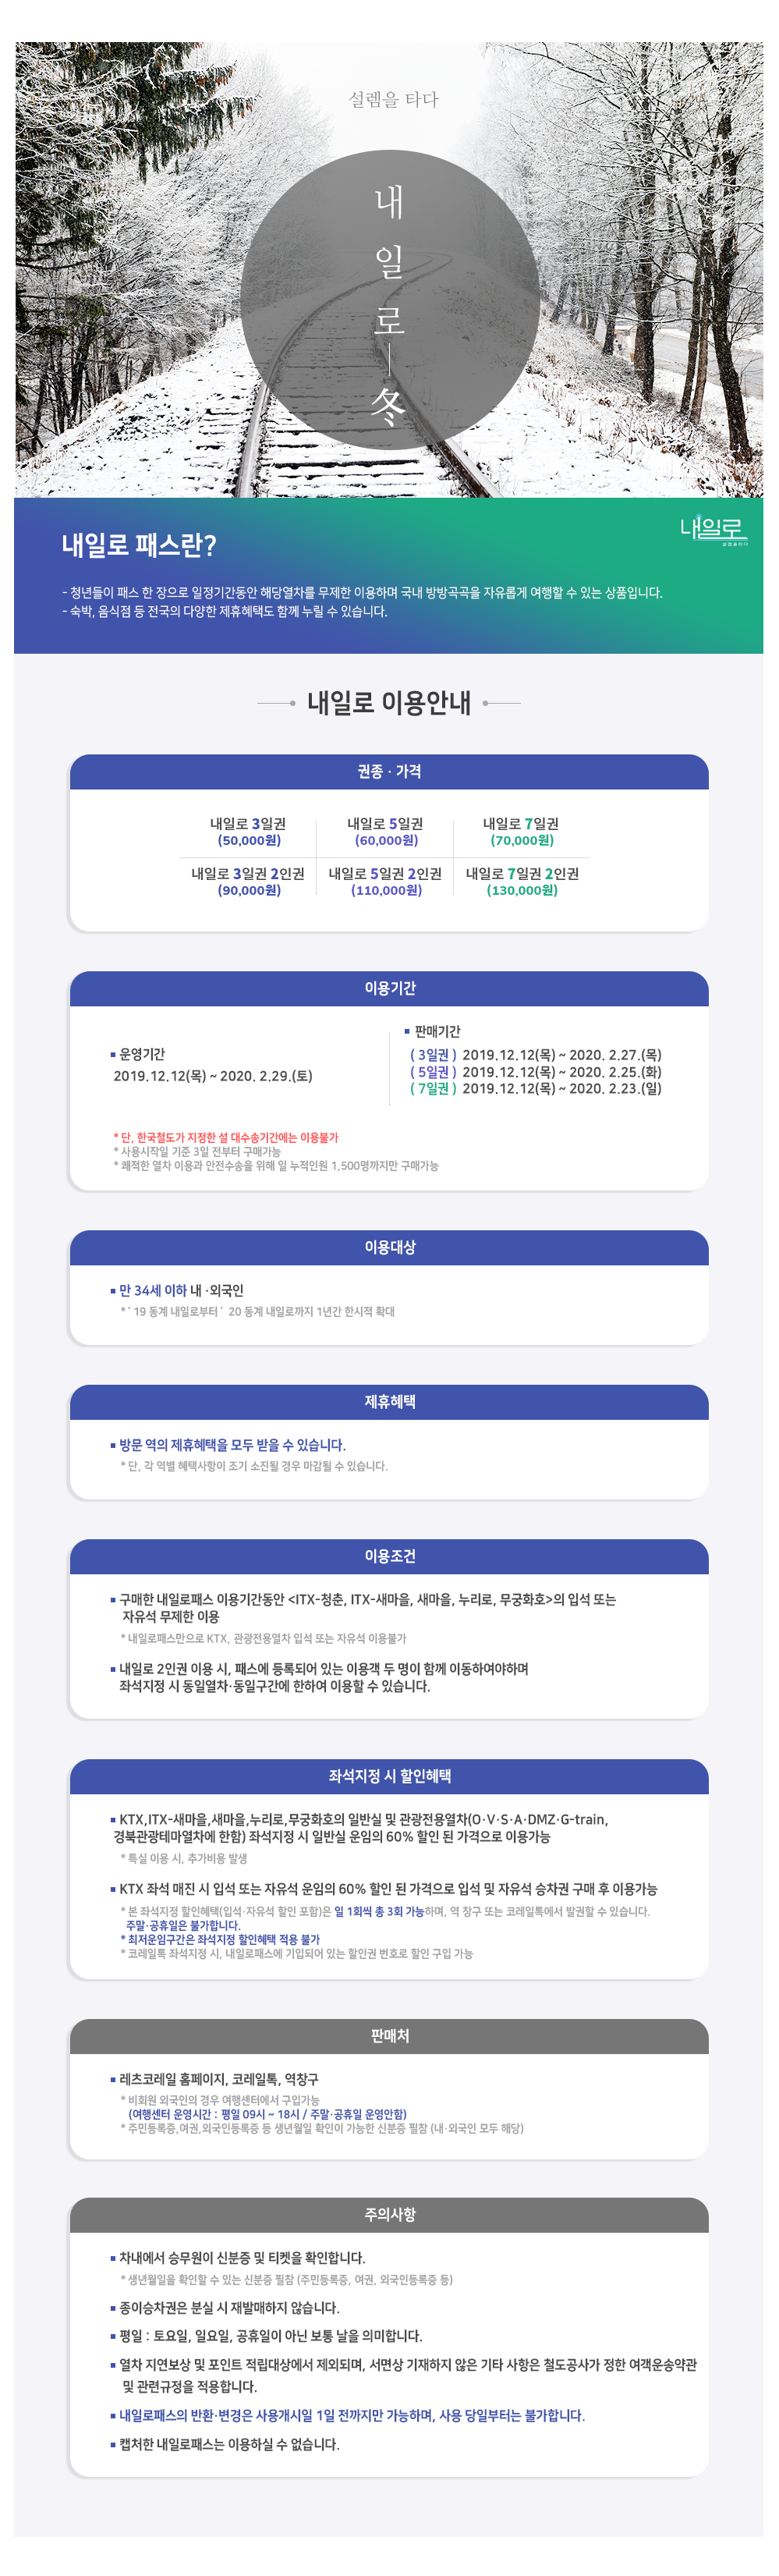 설렘을 타다
내
일
로
冬
내일로
설렘을타다
내일로 패스란?
- 청년들이 패스 한 장으로 일정기간동안 해당열차를 무제한 이용하며 국내 방방곡곡을 자유롭게 여행할 수 있는 상품입니다.
- 숙박, 음식점 등 전국의 다양한 제휴혜택도 함께 누릴 수 있습니다.
내일로 이용안내
권종 · 가격
내일로 3일권 내일로 5일권 내일로 7일권
(50,000원) (60,000원) (70,000원)
내일로 3일권 2인권 내일로 5일권 2인권 내일로 7일권 2인권
(90,000원) (110,000원) (130,000원)
이용기간
▪ 운영기간
2019.12.12(목) ~ 2020. 2.29.(토)
▪ 판매기간
( 3일권 ) 2019.12.12(목) ~ 2020. 2.27.(목)
( 5일권 ) 2019.12.12(목) ~ 2020. 2.25.(화)
( 7일권 ) 2019.12.12(목) ~ 2020. 2.23.(일)
* 단, 한국철도가 지정한 설 대수송기간에는 이용불가
* 사용시작일 기준 3일 전부터 구매가능
* 쾌적한 열차 이용과 안전수송을 위해 일 누적인원 1,500명까지만 구매가능
이용대상
▪ 만 34세 이하 내 ·외국인
* ‘ 19 동계 내일로부터 ‘ 20 동계 내일로까지 1년간 한시적 확대
제휴혜택
▪ 방문 역의 제휴혜택을 모두 받을 수 있습니다.
* 단, 각 역별 혜택사항이 조기 소진될 경우 마감될 수 있습니다.
이용조건
▪ 구매한 내일로패스 이용기간동안 <ITX-청춘, ITX-새마을, 새마을, 누리로, 무궁화호>의 입석 또는
자유석 무제한 이용
* 내일로패스만으로 KTX, 관광전용열차 입석 또는 자유석 이용불가
▪ 내일로 2인권 이용 시, 패스에 등록되어 있는 이용객 두 명이 함께 이동하여야하며
좌석지정 시 동일열차·동일구간에 한하여 이용할 수 있습니다.
좌석지정 시 할인혜택
▪ KTX,ITX-새마을,새마을,누리로,무궁화호의 일반실 및 관광전용열차(O·V·S·A·DMZ·G-train,
경북관광테마열차에 한함) 좌석지정 시 일반실 운임의 60% 할인 된 가격으로 이용가능
* 특실 이용 시, 추가비용 발생
▪ KTX 좌석 매진 시 입석 또는 자유석 운임의 60% 할인 된 가격으로 입석 및 자유석 승차권 구매 후 이용가능
* 본 좌석지정 할인혜택(입석·자유석 할인 포함)은 일 1회씩 총 3회 가능하며, 역 창구 또는 코레일톡에서 발권할 수 있습니다.
주말·공휴일은 불가합니다.
* 최저운임구간은 좌석지정 할인혜택 적용 불가
* 코레일톡 좌석지정 시, 내일로패스에 기입되어 있는 할인권 번호로 할인 구입 가능
판매처
▪ 레츠코레일 홈페이지, 코레일톡, 역창구
* 비회원 외국인의 경우 여행센터에서 구입가능
(여행센터 운영시간 : 평일 09시 ~ 18시 / 주말·공휴일 운영안함)
* 주민등록증,여권,외국인등록증 등 생년월일 확인이 가능한 신분증 필참 (내·외국인 모두 해당)
주의사항
▪ 차내에서 승무원이 신분증 및 티켓을 확인합니다.
* 생년월일을 확인할 수 있는 신분증 필참 (주민등록증, 여권, 외국인등록증 등)
▪ 종이승차권은 분실 시 재발매하지 않습니다.
▪ 평일 : 토요일, 일요일, 공휴일이 아닌 보통 날을 의미합니다.
▪ 열차 지연보상 및 포인트 적립대상에서 제외되며, 서면상 기재하지 않은 기타 사항은 철도공사가 정한 여객운송약관
및 관련규정을 적용합니다.
▪ 내일로패스의 반환·변경은 사용개시일 1일 전까지만 가능하며, 사용 당일부터는 불가합니다.
▪ 캡처한 내일로패스는 이용하실 수 없습니다.